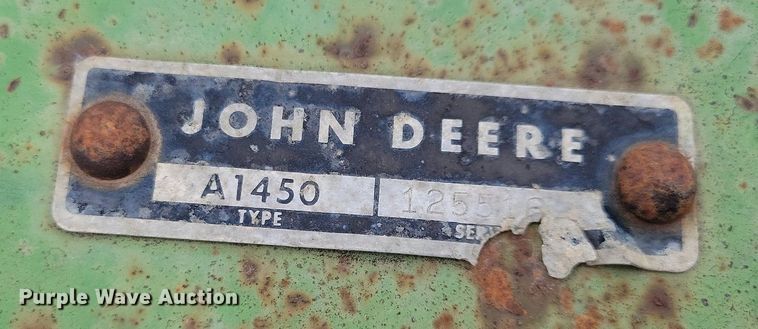 JOHN DEERE
A1450
TYPE
Purple Wave Auction